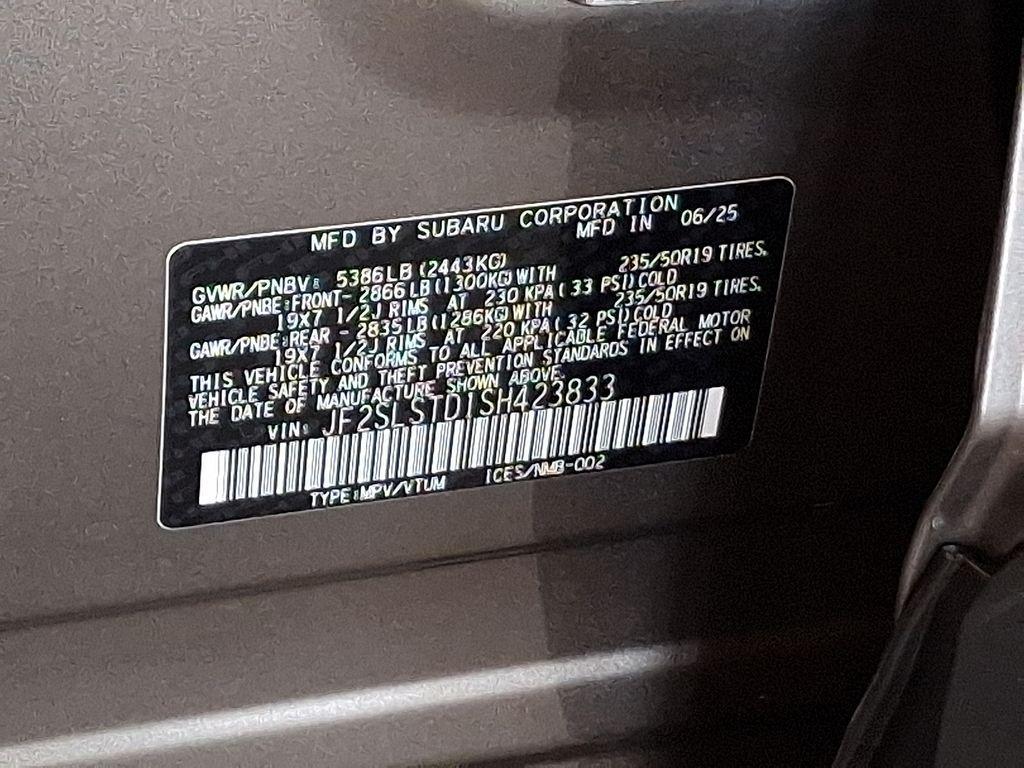 MFD BY SUBARU CORPORATION
MFD IN 06/25
GVWR/PNBV: 5386LB (2443KG)
GAWR/PNBE:FRONT- 2866LB(1300KG)WITH 235/50R19 TIRES.
19X7 1/2J RIMS AT 230 KPA( 33 PSI)COLD
GAWR/PNBE:REAR - 2835LB(1286KG)WITH 235/50R19 TIRES.
19X7 1/2J RIMS AT 220 KPA( 32 PSI)COLD
THIS VEHICLE CONFORMS TO ALL APPLICABLE FEDERAL MOTOR
VEHICLE SAFETY AND THEFT PREVENTION STANDARDS IN EFFECT ON
THE DATE OF MANUFACTURE SHOWN ABOVE.
VIN: JF2SLSTD1SH423833
TYPE:MPV/VTUM ICES/NMB-002